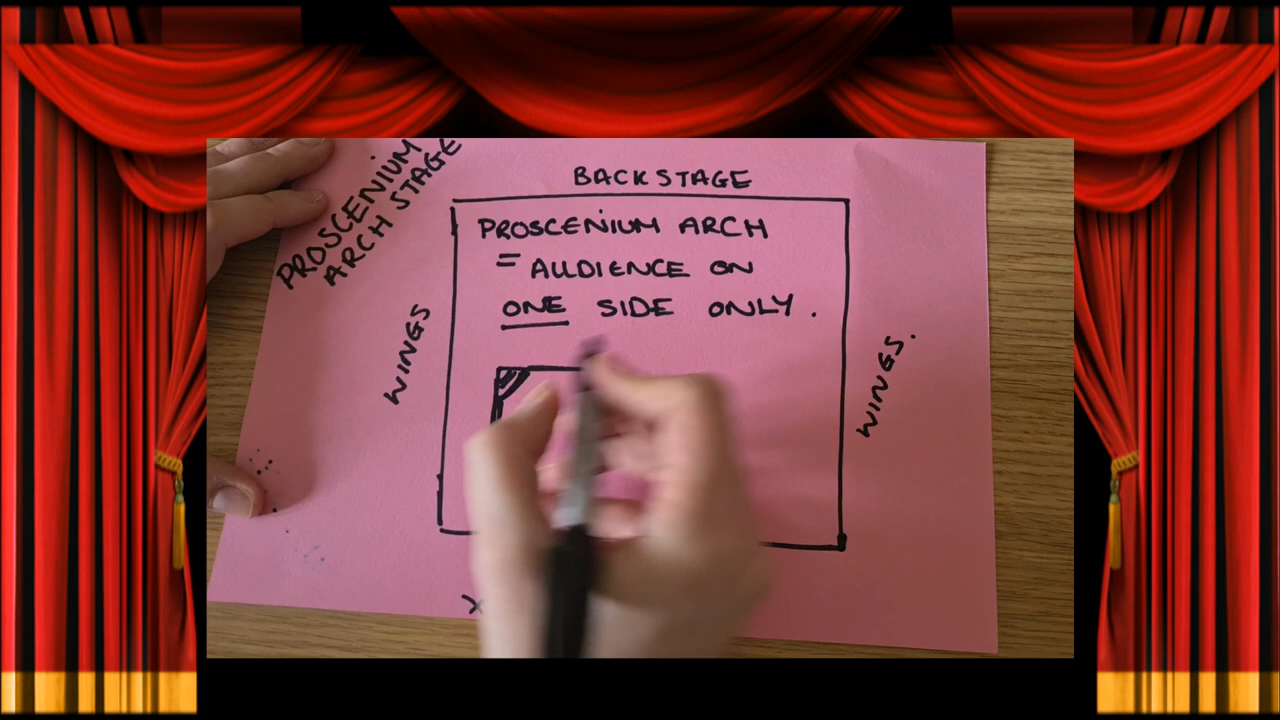 PROSCENIUM
ARCH STAGE
BACKSTAGE
PROSCENIUM ARCH
= AUDIENCE ON
ONE SIDE ONLY.
WINGS
WINGS.
X